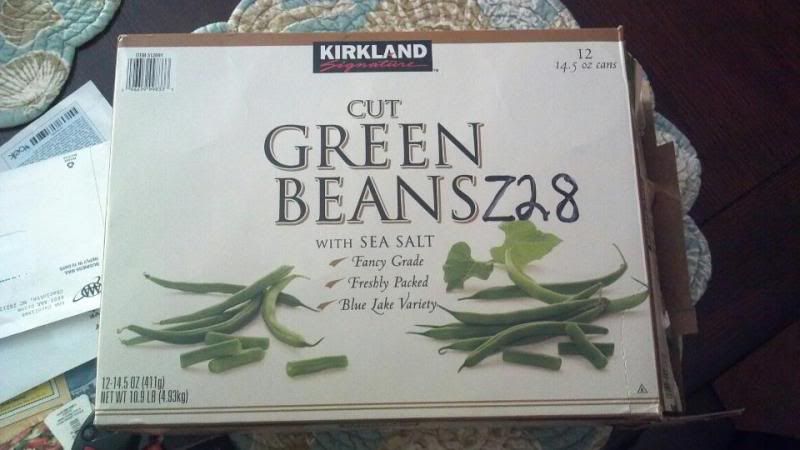 KIRKLAND
Signature
12
14.5 oz cans
CUT
GREEN
BEANS Z28
WITH SEA SALT
Fancy Grade
Freshly Packed
Blue Lake Variety
12-14.5 OZ (411g)
NET WT 10.9 LB (4.93kg)
AAA